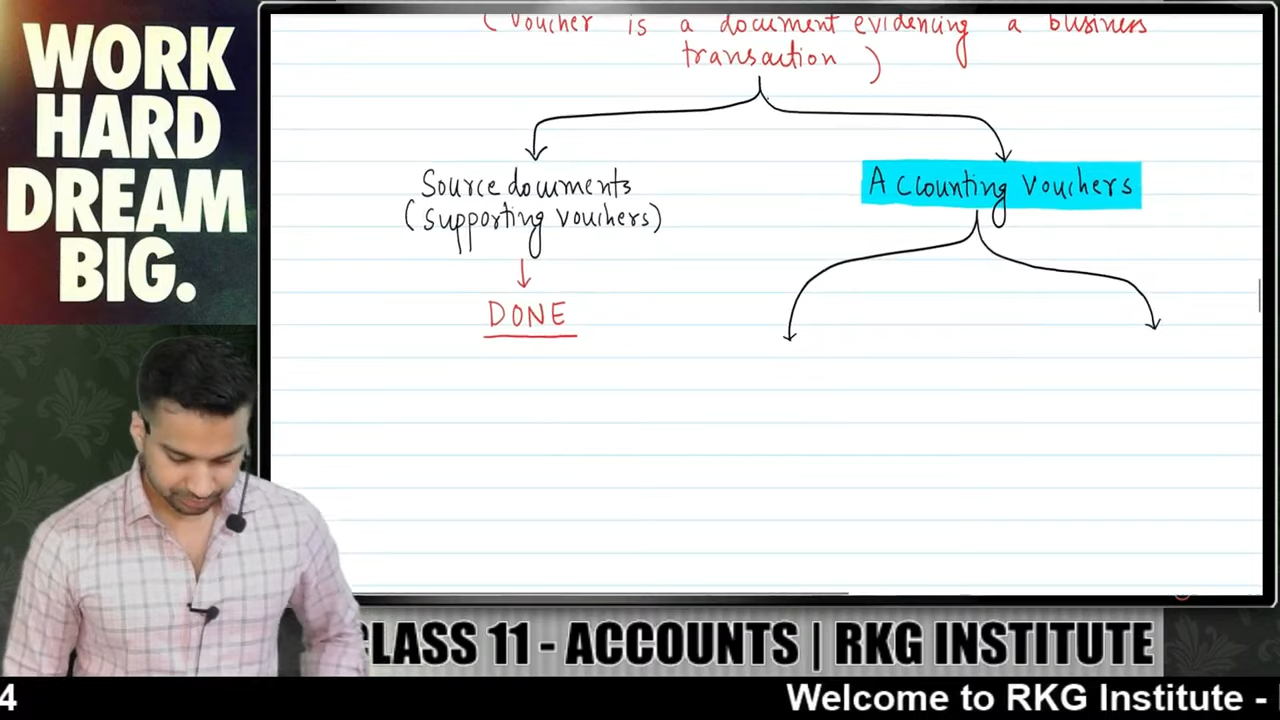 WORK
HARD
DREAM
BIG.
(Voucher is a document evidencing a business
transaction)
Source documents
(supporting vouchers)
DONE
Accounting Vouchers
CLASS 11 - ACCOUNTS | RKG INSTITUTE
4
Welcome to RKG Institute -